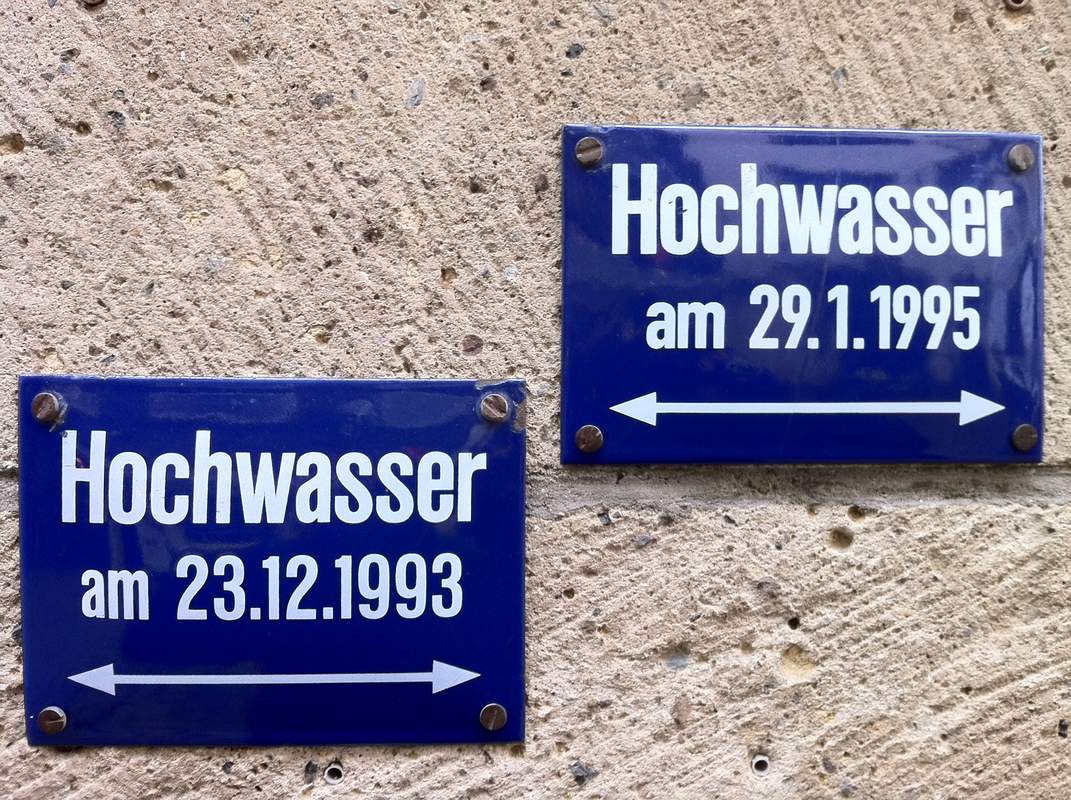 Hochwasser
am 29.1.1995
Hochwasser
am 23.12.1993